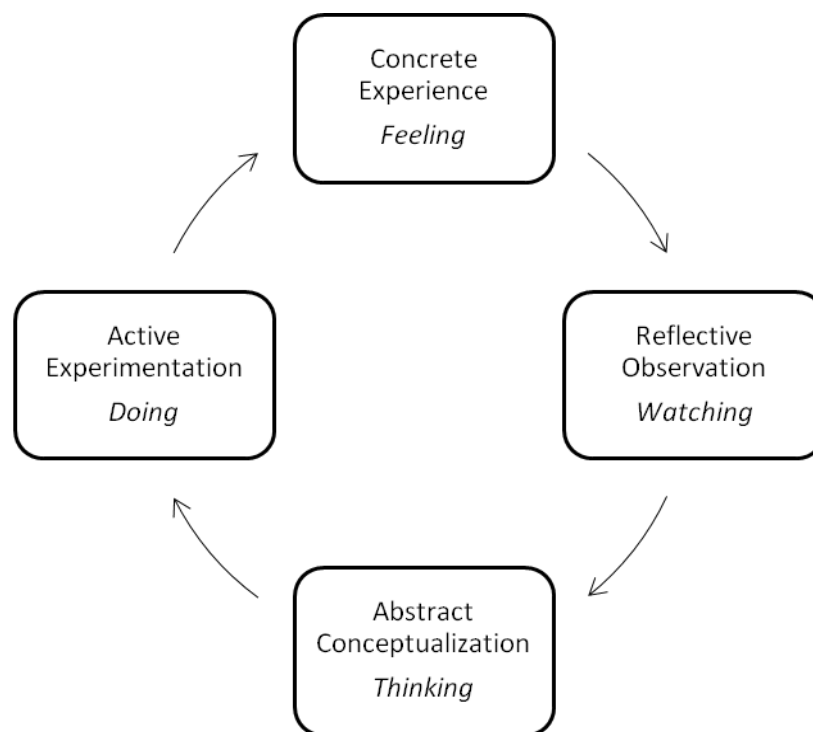 Concrete
Experience
Feeling
Active
Experimentation
Doing
Reflective
Observation
Watching
Abstract
Conceptualization
Thinking